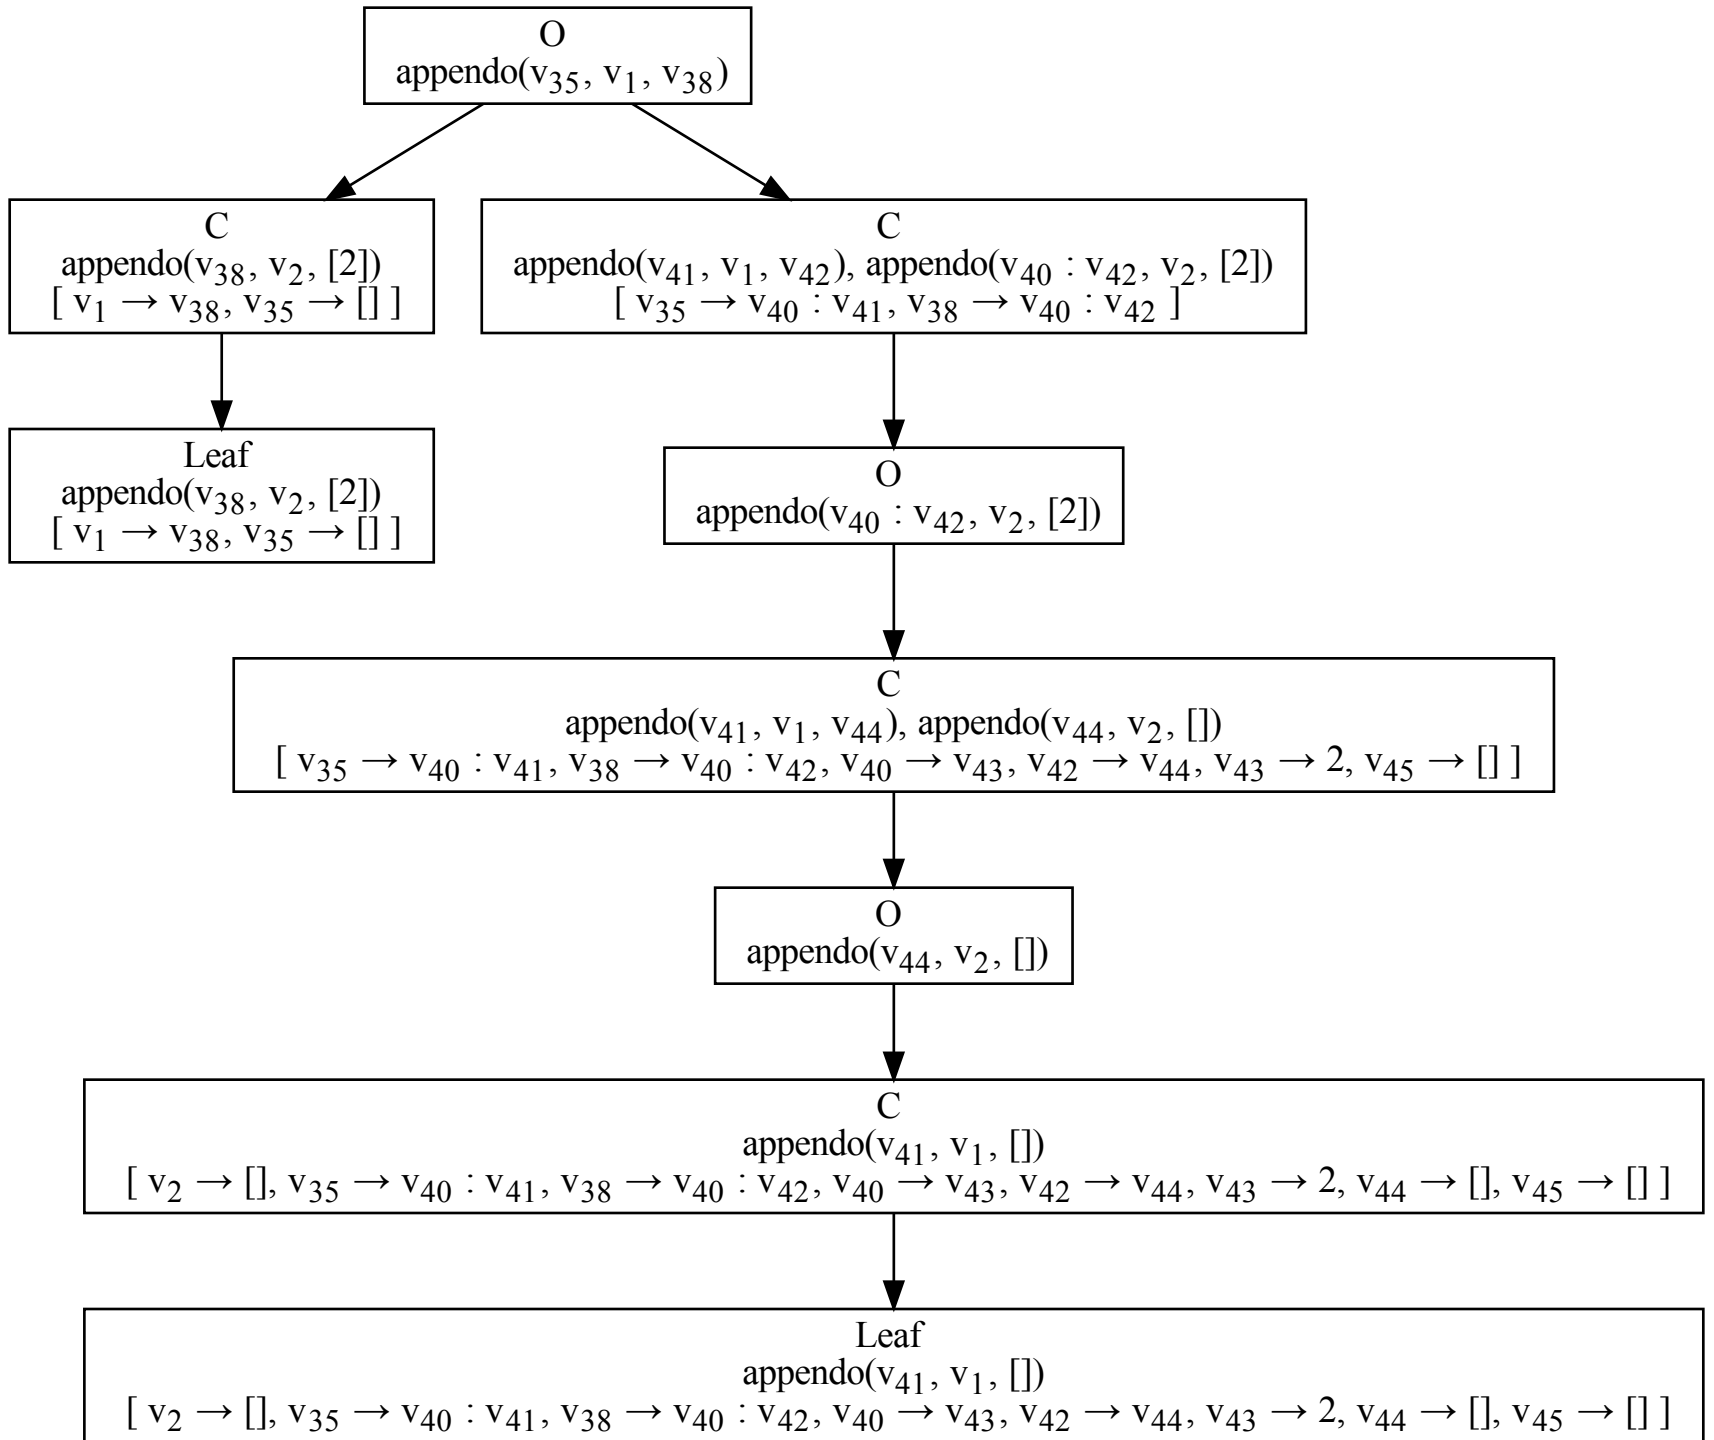 O
appendo(v₃₅, v₁, v₃₈)
C
appendo(v₃₈, v₂, [2])
[ v₁ → v₃₈, v₃₅ → [] ]
C
appendo(v₄₁, v₁, v₄₂), appendo(v₄₀ : v₄₂, v₂, [2])
[ v₃₅ → v₄₀ : v₄₁, v₃₈ → v₄₀ : v₄₂ ]
Leaf
appendo(v₃₈, v₂, [2])
[ v₁ → v₃₈, v₃₅ → [] ]
O
appendo(v₄₀ : v₄₂, v₂, [2])
C
appendo(v₄₁, v₁, v₄₄), appendo(v₄₄, v₂, [])
[ v₃₅ → v₄₀ : v₄₁, v₃₈ → v₄₀ : v₄₂, v₄₀ → v₄₃, v₄₂ → v₄₄, v₄₃ → 2, v₄₅ → [] ]
O
appendo(v₄₄, v₂, [])
C
appendo(v₄₁, v₁, [])
[ v₂ → [], v₃₅ → v₄₀ : v₄₁, v₃₈ → v₄₀ : v₄₂, v₄₀ → v₄₃, v₄₂ → v₄₄, v₄₃ → 2, v₄₄ → [], v₄₅ → [] ]
Leaf
appendo(v₄₁, v₁, [])
[ v₂ → [], v₃₅ → v₄₀ : v₄₁, v₃₈ → v₄₀ : v₄₂, v₄₀ → v₄₃, v₄₂ → v₄₄, v₄₃ → 2, v₄₄ → [], v₄₅ → [] ]